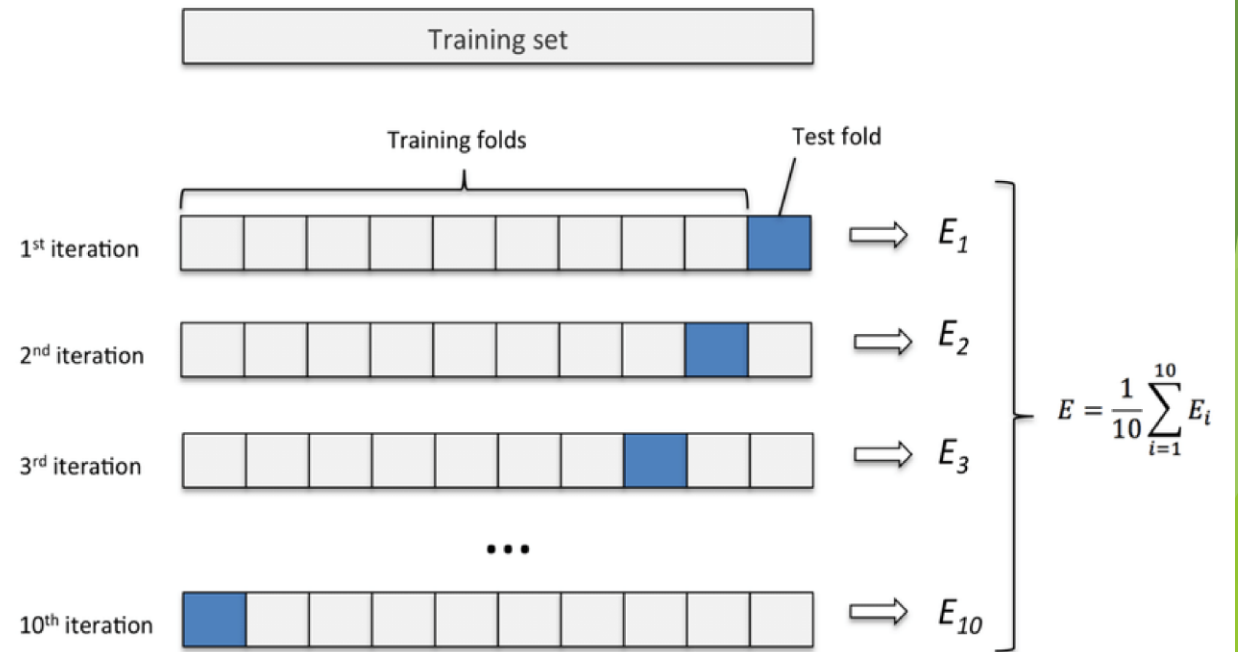 Training set
Training folds
Test fold
1st iteration
E1
2nd iteration
E2
3rd iteration
E3
E = 1/10 10∑i=1 Ei
...
10th iteration
E10